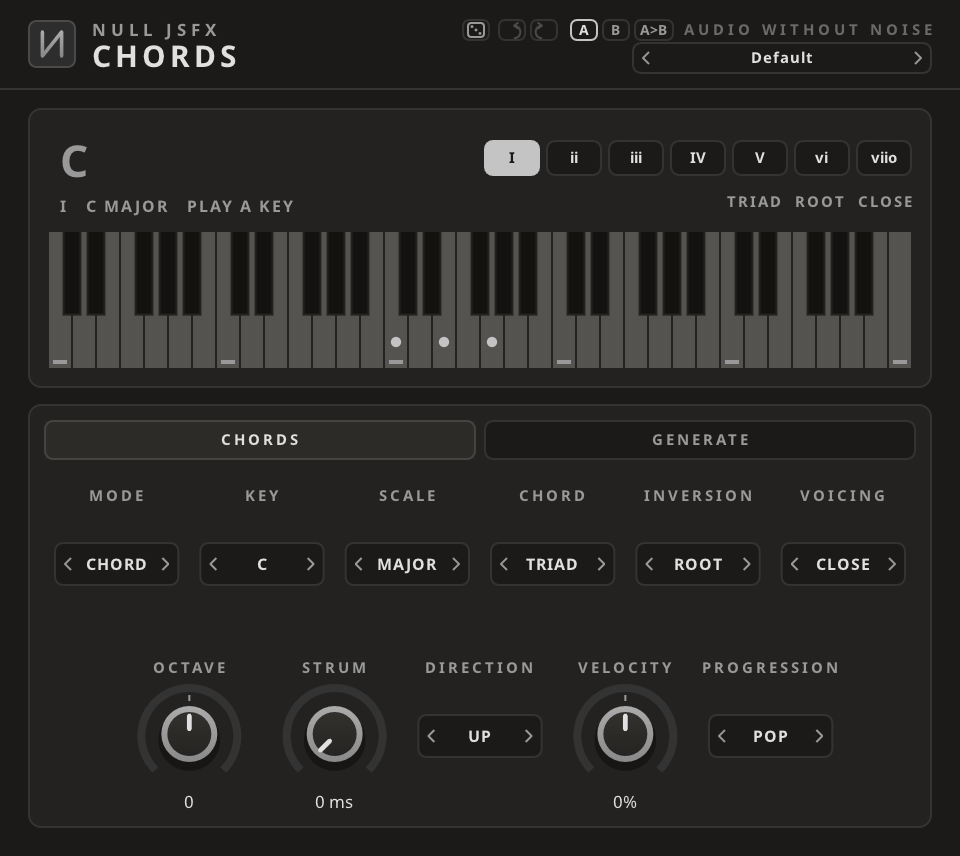 NULL JSFX
CHORDS
A B A>B AUDIO WITHOUT NOISE
Default
C
I ii iii IV V vi viio
I C MAJOR PLAY A KEY
TRIAD ROOT CLOSE
CHORDS GENERATE
MODE KEY SCALE CHORD INVERSION VOICING
CHORD C MAJOR TRIAD ROOT CLOSE
OCTAVE STRUM DIRECTION VELOCITY PROGRESSION
UP POP
0 0 ms 0%